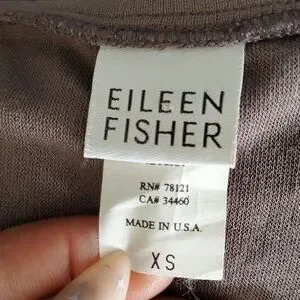 EILEEN
FISHER
RN# 78121
CA# 34460
MADE IN U.S.A.
XS